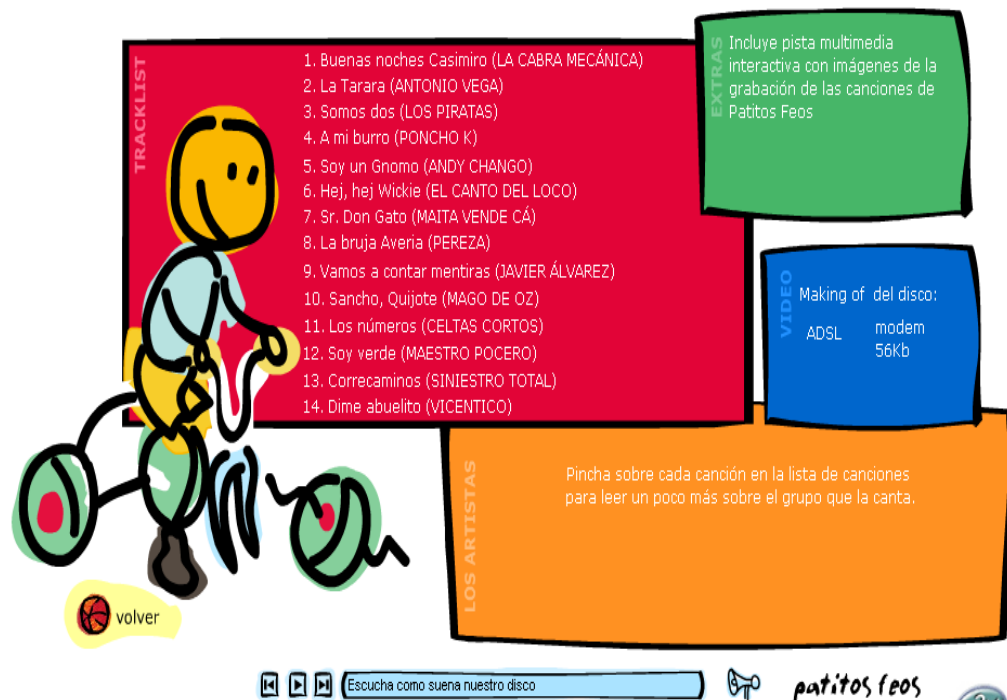 TRACKLIST
1. Buenas noches Casimiro (LA CABRA MECÁNICA)
2. La Tarara (ANTONIO VEGA)
3. Somos dos (LOS PIRATAS)
4. A mi burro (PONCHO K)
5. Soy un Gnomo (ANDY CHANGO)
6. Hej, hej Wickie (EL CANTO DEL LOCO)
7. Sr. Don Gato (MAITA VENDE CÁ)
8. La bruja Averia (PEREZA)
9. Vamos a contar mentiras (JAVIER ÁLVAREZ)
10. Sancho, Quijote (MAGO DE OZ)
11. Los números (CELTAS CORTOS)
12. Soy verde (MAESTRO POCERO)
13. Correcaminos (SINIESTRO TOTAL)
14. Dime abuelito (VICENTICO)
EXTRAS
Incluye pista multimedia
interactiva con imágenes de la
grabación de las canciones de
Patitos Feos
VIDEO
Making of del disco:
ADSL
modem
56Kb
LOS ARTISTAS
Pincha sobre cada canción en la lista de canciones
para leer un poco más sobre el grupo que la canta.
volver
Escucha como suena nuestro disco
patitos feos